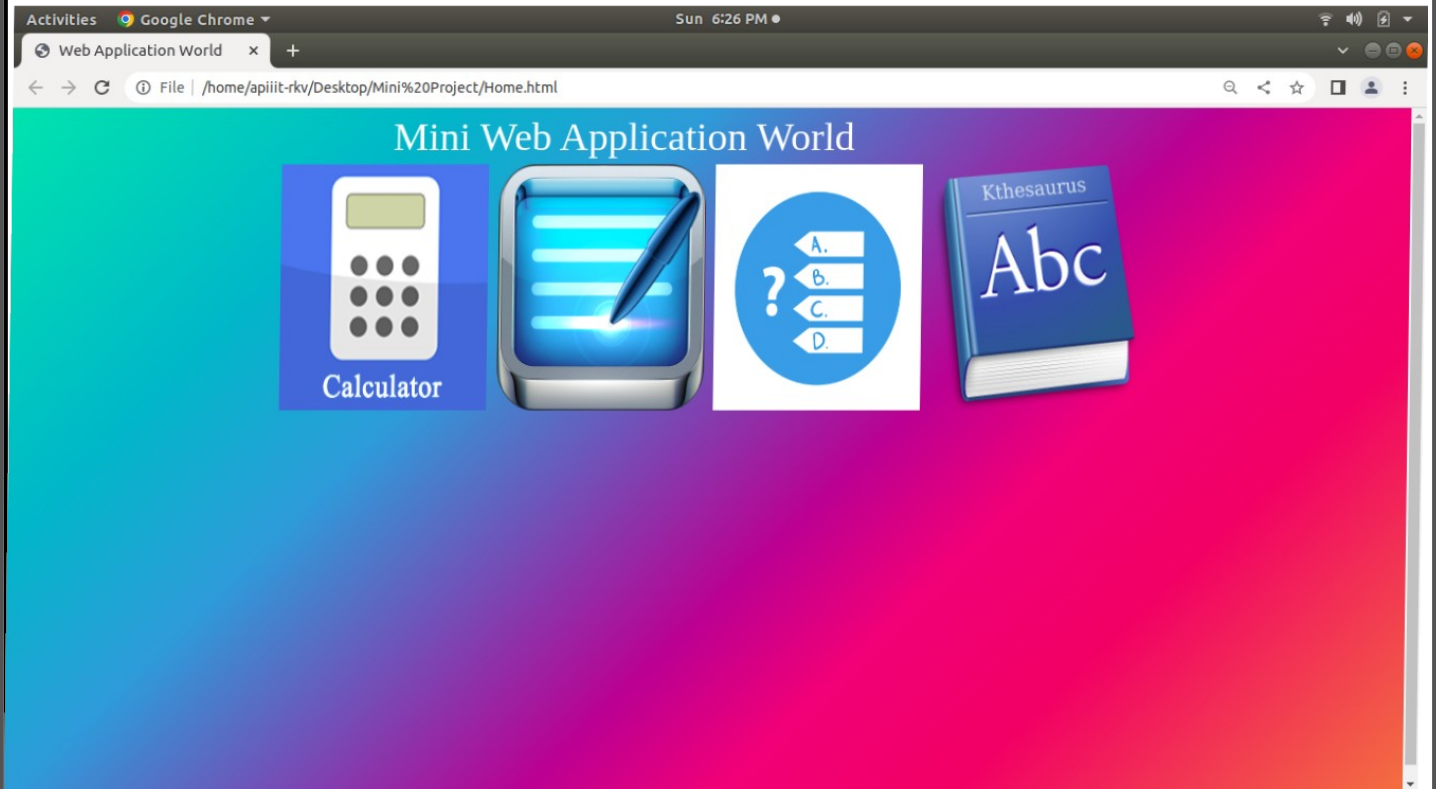 Activities Google Chrome Sun 6:26 PM
Web Application World × +
File /home/apiiit-rkv/Desktop/Mini%20Project/Home.html
Mini Web Application World
Kthesaurus
Abc
? A.
B.
C.
D.
Calculator